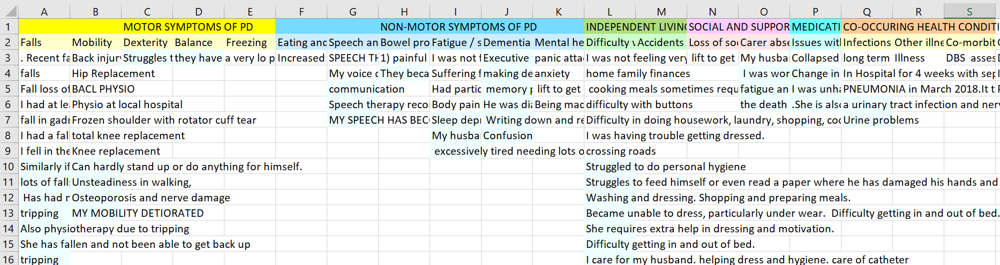 A B C D E F G H I J K L M N O P Q R S
1 MOTOR SYMPTOMS OF PD NON-MOTOR SYMPTOMS OF PD INDEPENDENT LIVING SOCIAL AND SUPPOR MEDICATI CO-OCCURING HEALTH CONDITI
2 Falls Mobility Dexterity Balance Freezing Eating and Speech an Bowel pro Fatigue / s Dementia Mental he Difficulty Accidents Loss of so Carer abs Issues wit Infections Other illne Co-morbit
3 . Recent fa Back injur Struggles t they have a very lo p Increased SPEECH TH 1) painful I was not f Executive panic atta I was not feeling very lift to get My husba Collapsed long term Illness DBS asses
4 falls Hip Replacement My voice They beca Suffering f making de anxiety home family finances I was wor Change in In Hospital for 4 weeks with sep
5 Fall loss of BACL PHYSIO communication Had partic memory p lift to get cooking meals sometimes requ fatigue an I was unha PNEUMONIA in March 2018.It t
6 I had at le Physio at local hospital Speech therapy reco Body pain He was dia Being mad difficulty with buttons the death .She is also a urinary tract infection and ner
7 fall in gad Frozen shoulder with rotator cuff tear MY SPEECH HAS BEC Sleep dep Writing down and re Difficulty in doing housework, laundry, shopping, coo Urine problems
8 I had a fal total knee replacement My husba Confusion I was having trouble getting dressed.
9 I fell in the Knee replacement excessively tired needing lots o crossing roads
10 Similarly if Can hardly stand up or do anything for himself. Struggled to do personal hygiene
11 lots of fall Unsteadiness in walking, Struggles to feed himself or even read a paper where he has damaged his hands and
12 Has had r Osteoporosis and nerve damage Washing and dressing. Shopping and preparing meals.
13 tripping MY MOBILITY DETIORATED Became unable to dress, particularly under wear. Difficulty getting in and out of bed.
14 Also physiotherapy due to tripping She requires extra help in dressing and motivation.
15 She has fallen and not been able to get back up Difficulty getting in and out of bed.
16 tripping I care for my husband. helping dress and hygiene. care of catheter